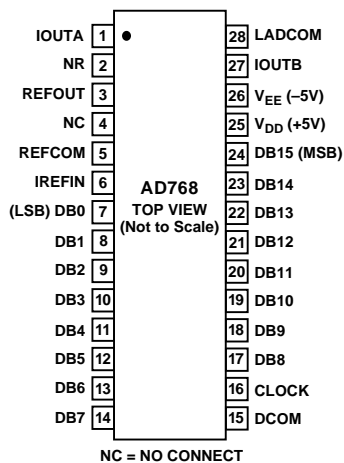 IOUTA 1 28 LADCOM
NR 2 27 IOUTB
REFOUT 3 26 VEE (–5V)
NC 4 25 VDD (+5V)
REFCOM 5 24 DB15 (MSB)
IREFIN 6 23 DB14
(LSB) DB0 7 22 DB13
DB1 8 21 DB12
DB2 9 20 DB11
DB3 10 19 DB10
DB4 11 18 DB9
DB5 12 17 DB8
DB6 13 16 CLOCK
DB7 14 15 DCOM
AD768
TOP VIEW
(Not to Scale)
NC = NO CONNECT